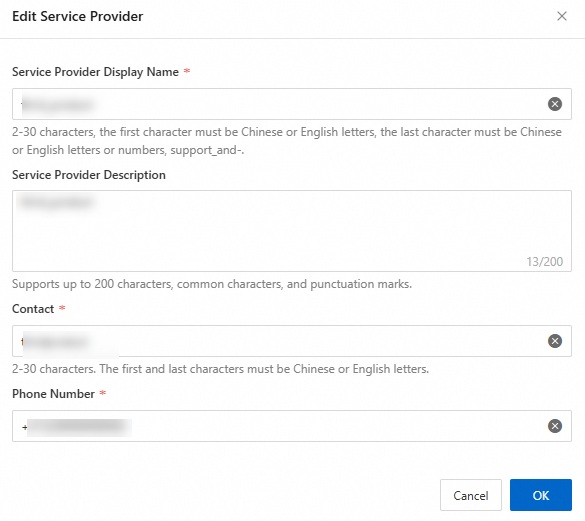 Edit Service Provider
Service Provider Display Name *
2-30 characters, the first character must be Chinese or English letters, the last character must be Chinese
or English letters or numbers, support_and-.
Service Provider Description
13/200
Supports up to 200 characters, common characters, and punctuation marks.
Contact *
2-30 characters. The first and last characters must be Chinese or English letters.
Phone Number *
+
Cancel
OK